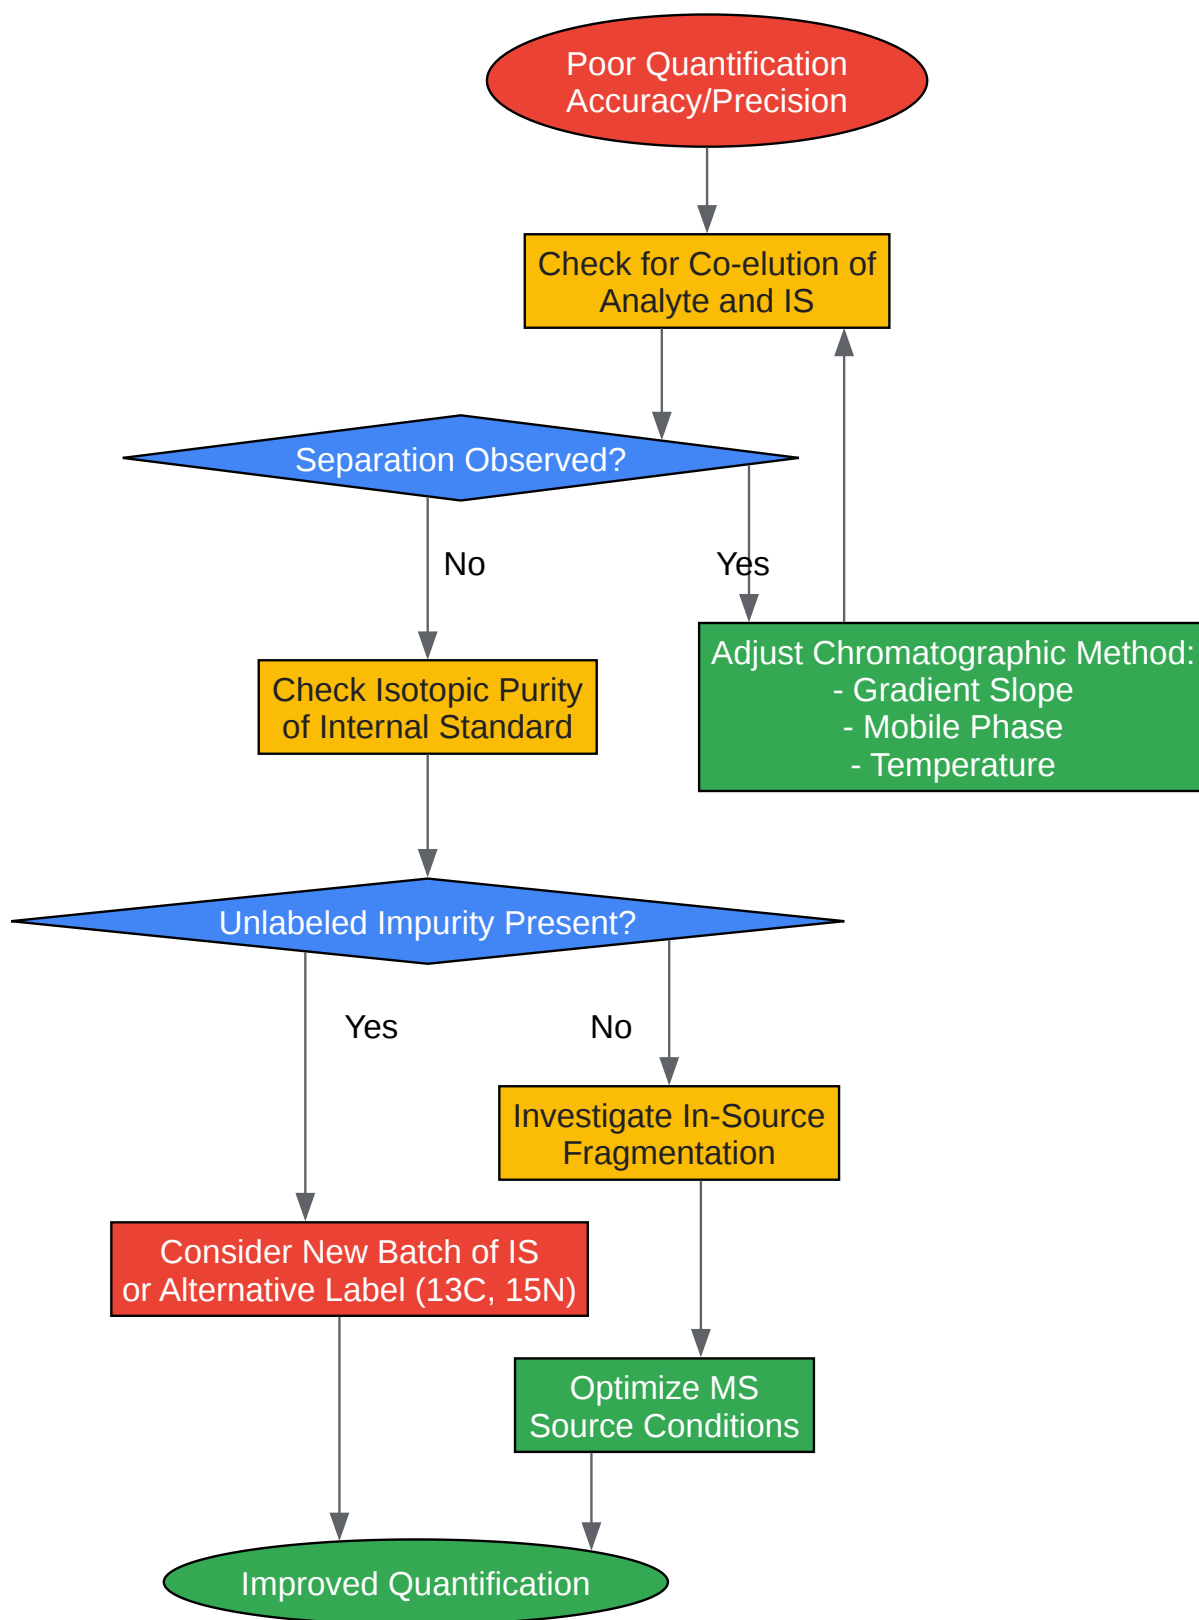 Poor Quantification
Accuracy/Precision
Check for Co-elution of
Analyte and IS
Separation Observed?
No
Yes
Adjust Chromatographic Method:
- Gradient Slope
- Mobile Phase
- Temperature
Check Isotopic Purity
of Internal Standard
Unlabeled Impurity Present?
Yes
No
Investigate In-Source
Fragmentation
Consider New Batch of IS
or Alternative Label (13C, 15N)
Optimize MS
Source Conditions
Improved Quantification